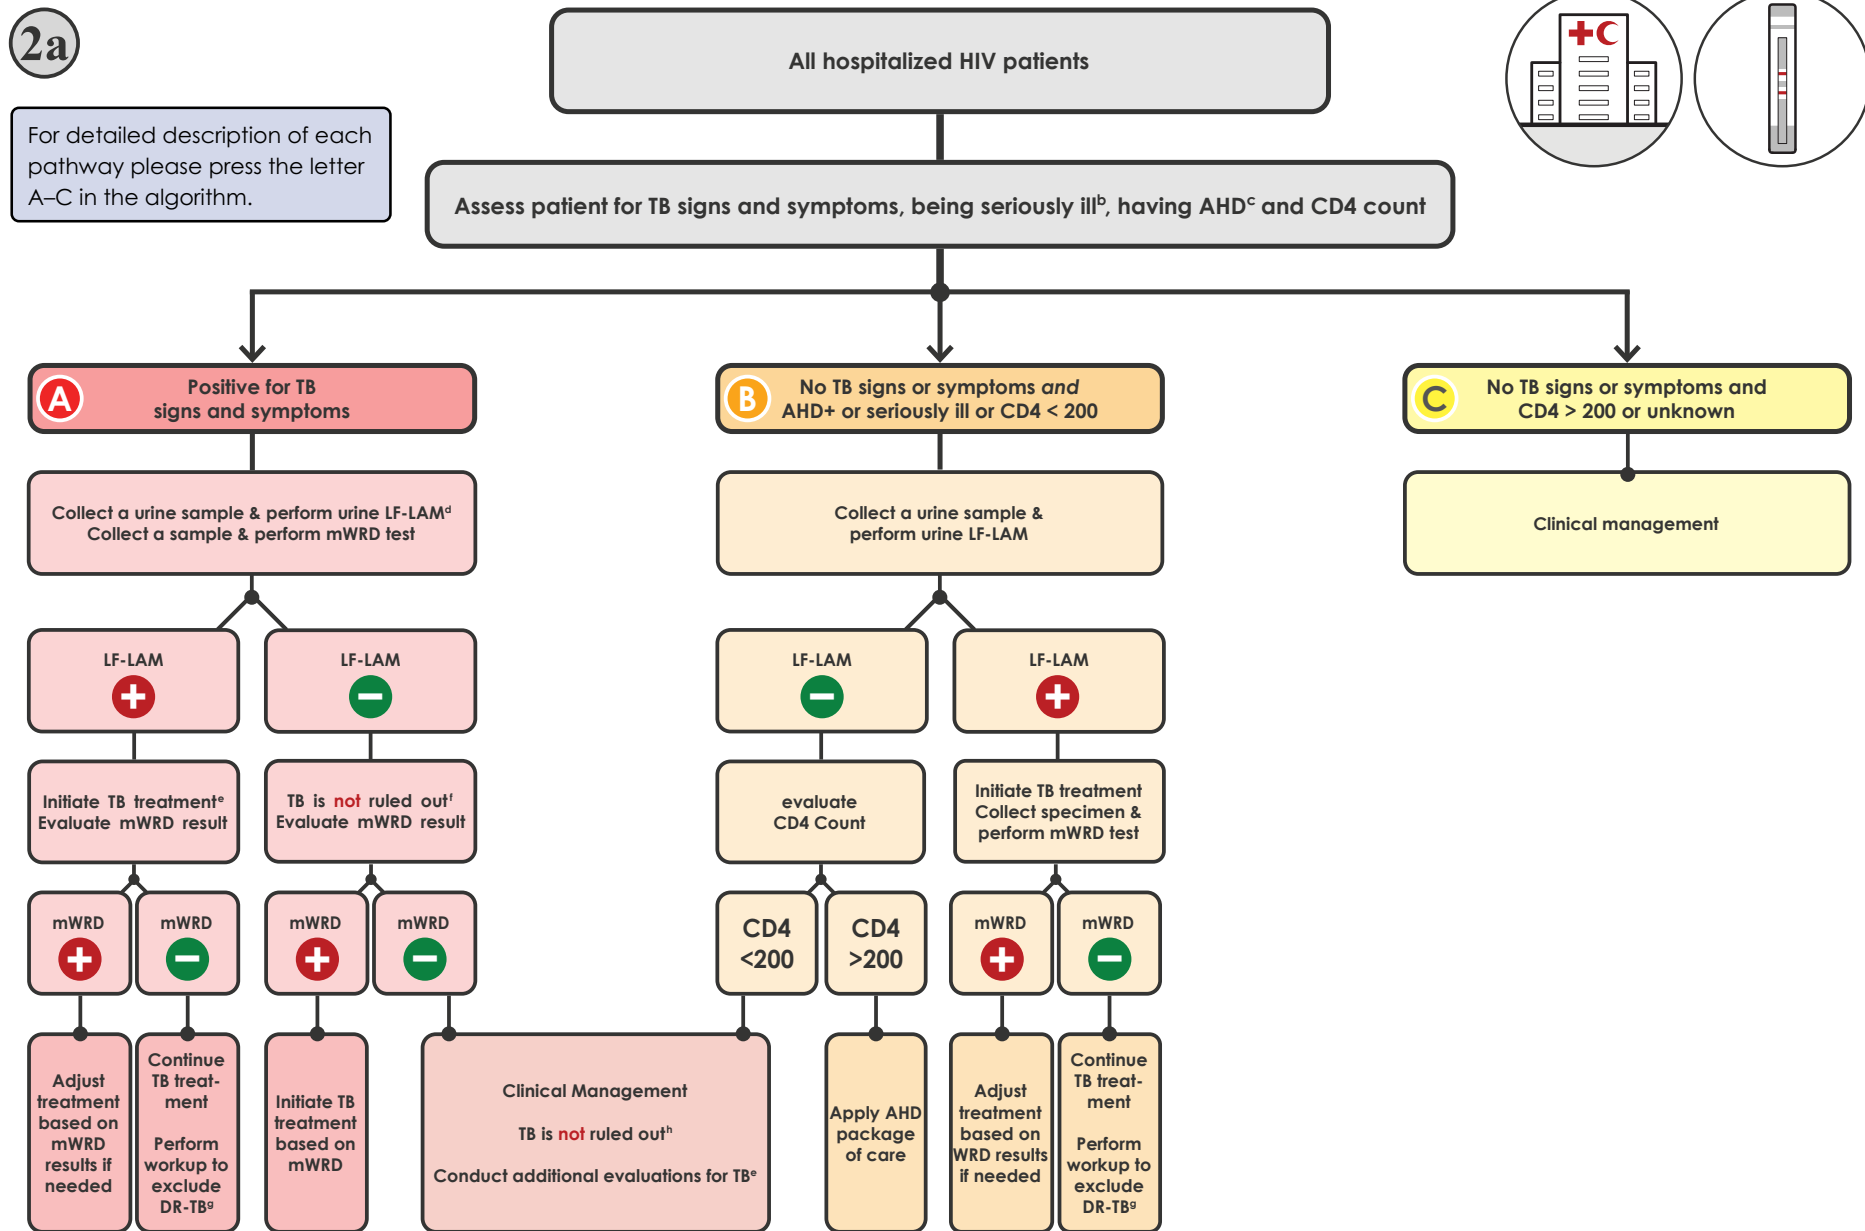 2a
All hospitalized HIV patients
For detailed description of each
pathway please press the letter
A–C in the algorithm.
Assess patient for TB signs and symptoms, being seriously illᵇ, having AHDᶜ and CD4 count
A
Positive for TB
signs and symptoms
B
No TB signs or symptoms and
AHD+ or seriously ill or CD4 < 200
C
No TB signs or symptoms and
CD4 > 200 or unknown
Collect a urine sample & perform urine LF-LAMᵈ
Collect a sample & perform mWRD test
Collect a urine sample &
perform urine LF-LAM
Clinical management
LF-LAM
+
LF-LAM
−
LF-LAM
−
LF-LAM
+
Initiate TB treatmentᵉ
Evaluate mWRD result
TB is not ruled outᶠ
Evaluate mWRD result
evaluate
CD4 Count
Initiate TB treatment
Collect specimen &
perform mWRD test
mWRD
+
mWRD
−
mWRD
+
mWRD
−
CD4
<200
CD4
>200
mWRD
+
mWRD
−
Adjust
treatment
based on
mWRD
results if
needed
Continue
TB treat-
ment
Perform
workup to
exclude
DR-TBᵍ
Initiate TB
treatment
based on
mWRD
Clinical Management
TB is not ruled outʰ
Conduct additional evaluations for TBᵉ
Apply AHD
package
of care
Adjust
treatment
based on
WRD results
if needed
Continue
TB treat-
ment
Perform
workup to
exclude
DR-TBᵍ